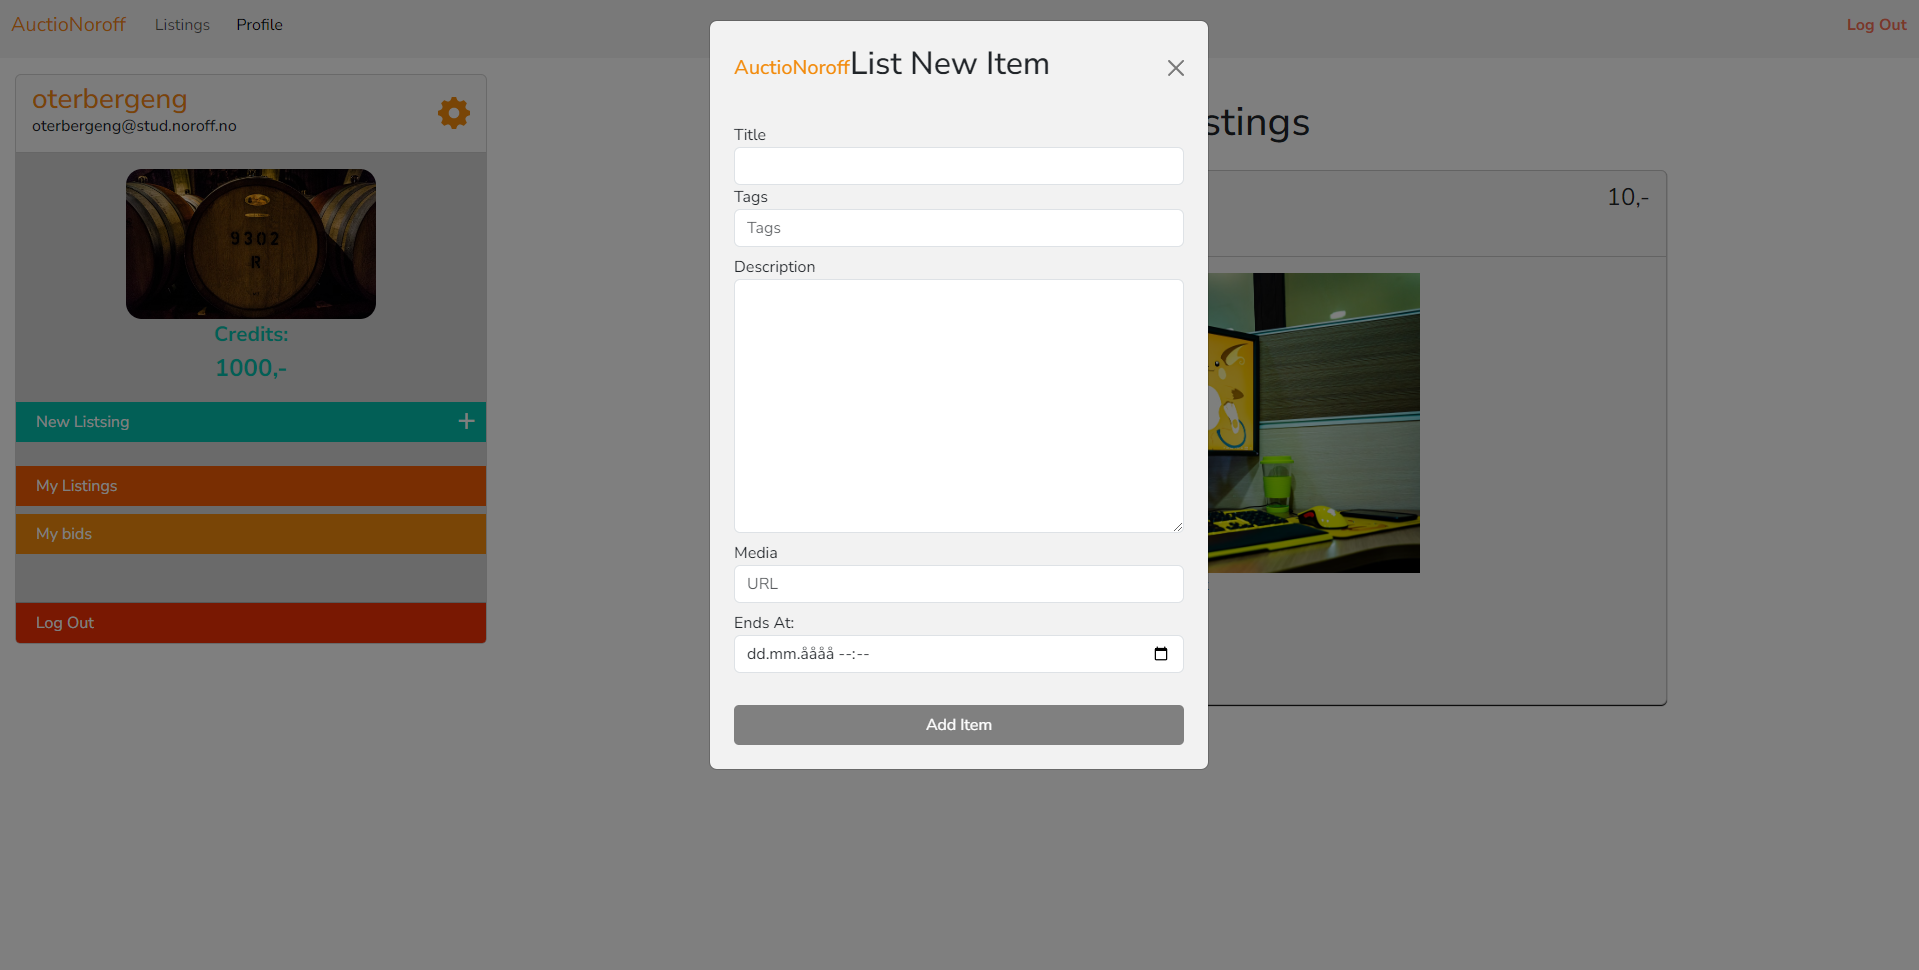 AuctioNoroff Listings Profile Log Out
oterbergeng
oterbergeng@stud.noroff.no
9302
R
Credits:
1000,-
New Listsing
My Listings
My bids
Log Out
AuctioNoroff List New Item
Title
Tags
Tags
Description
Media
URL
Ends At:
dd.mm.åååå --:--
Add Item
stings
10,-